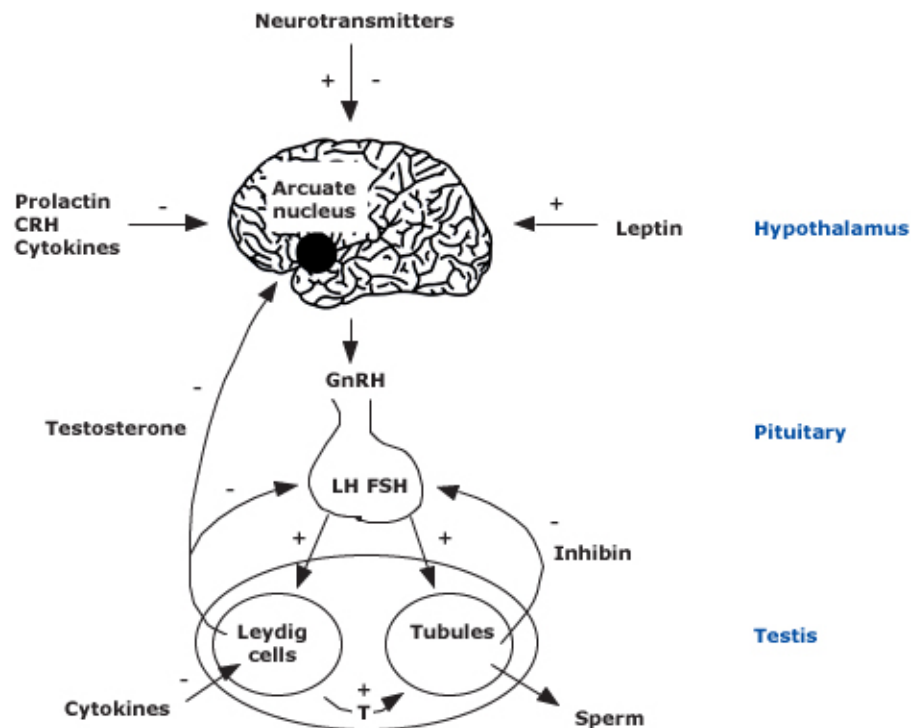 Neurotransmitters
+ -
Arcuate
nucleus
Prolactin
CRH
Cytokines
-
+
Leptin
Hypothalamus
GnRH
-
Testosterone
Pituitary
-
LH FSH
-
+ +
Inhibin
Leydig
cells
Tubules
Testis
-
Cytokines
+
T
Sperm